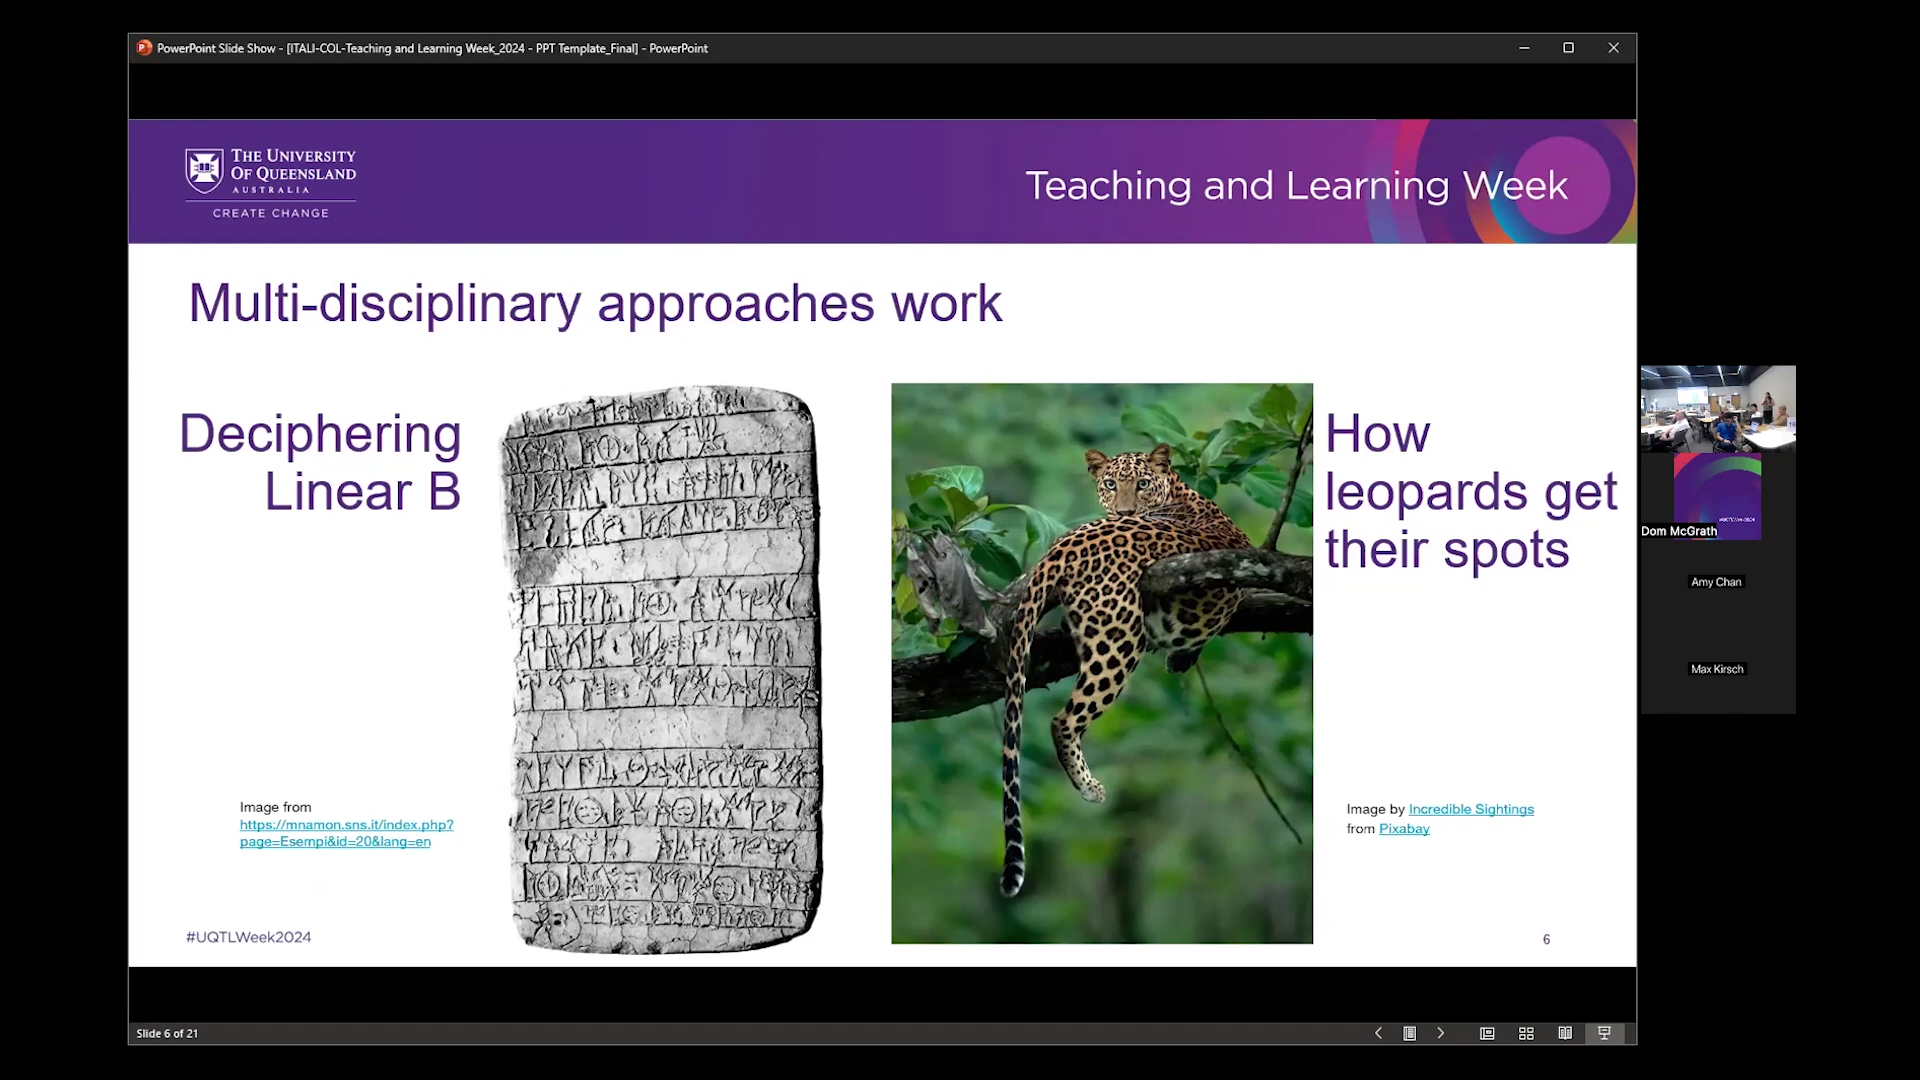 PowerPoint Slide Show - [ITALI-COL-Teaching and Learning Week_2024 - PPT Template_Final] - PowerPoint
THE UNIVERSITY
OF QUEENSLAND
AUSTRALIA
CREATE CHANGE
Teaching and Learning Week
Multi-disciplinary approaches work
Deciphering
Linear B
How
leopards get
their spots
Image from
https://mnamon.sns.it/index.php?
page=Esempi&id=20&lang=en
Image by Incredible Sightings
from Pixabay
#UQTLWeek2024
6
Slide 6 of 21
Dom McGrath
Amy Chan
Max Kirsch